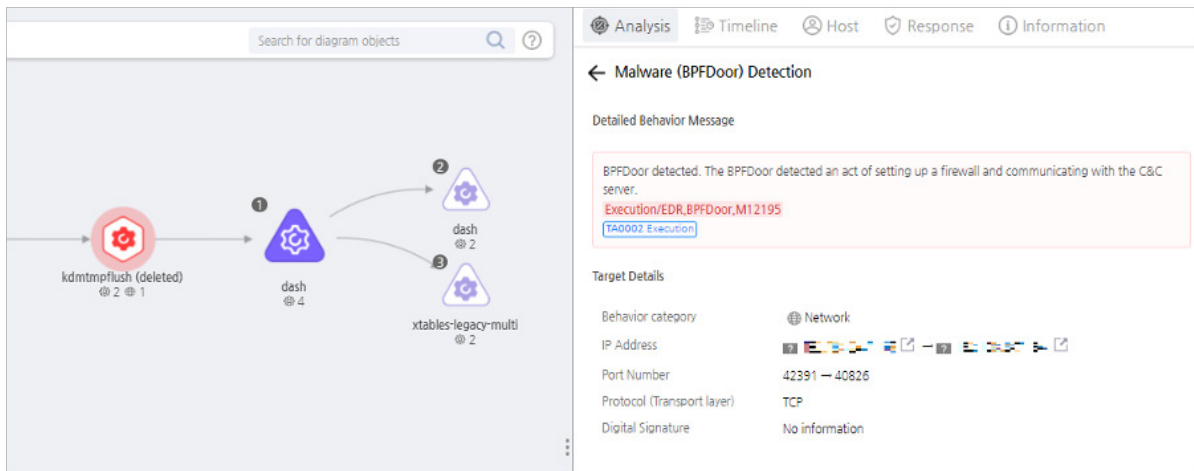 Search for diagram objects
kdmtmpflush (deleted)
2 1
1
dash
4
2
dash
2
3
xtables-legacy-multi
2
Analysis Timeline Host Response Information
Malware (BPFDoor) Detection
Detailed Behavior Message
BPFDoor detected. The BPFDoor detected an act of setting up a firewall and communicating with the C&C
server.
Execution/EDR,BPFDoor,M12195
TA0002 Execution
Target Details
Behavior category Network
IP Address
Port Number 42391 — 40826
Protocol (Transport layer) TCP
Digital Signature No information